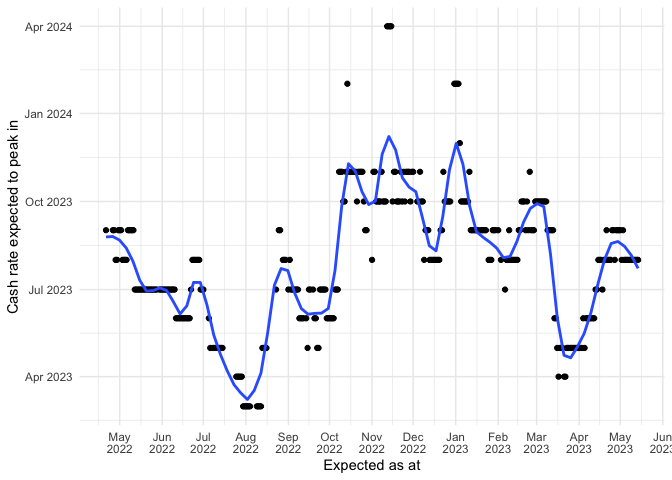 Apr 2024
Jan 2024
Oct 2023
Jul 2023
Apr 2023
Cash rate expected to peak in
May Jun Jul Aug Sep Oct Nov Dec Jan Feb Mar Apr May Jun
2022 2022 2022 2022 2022 2022 2022 2022 2023 2023 2023 2023 2023 202
Expected as at